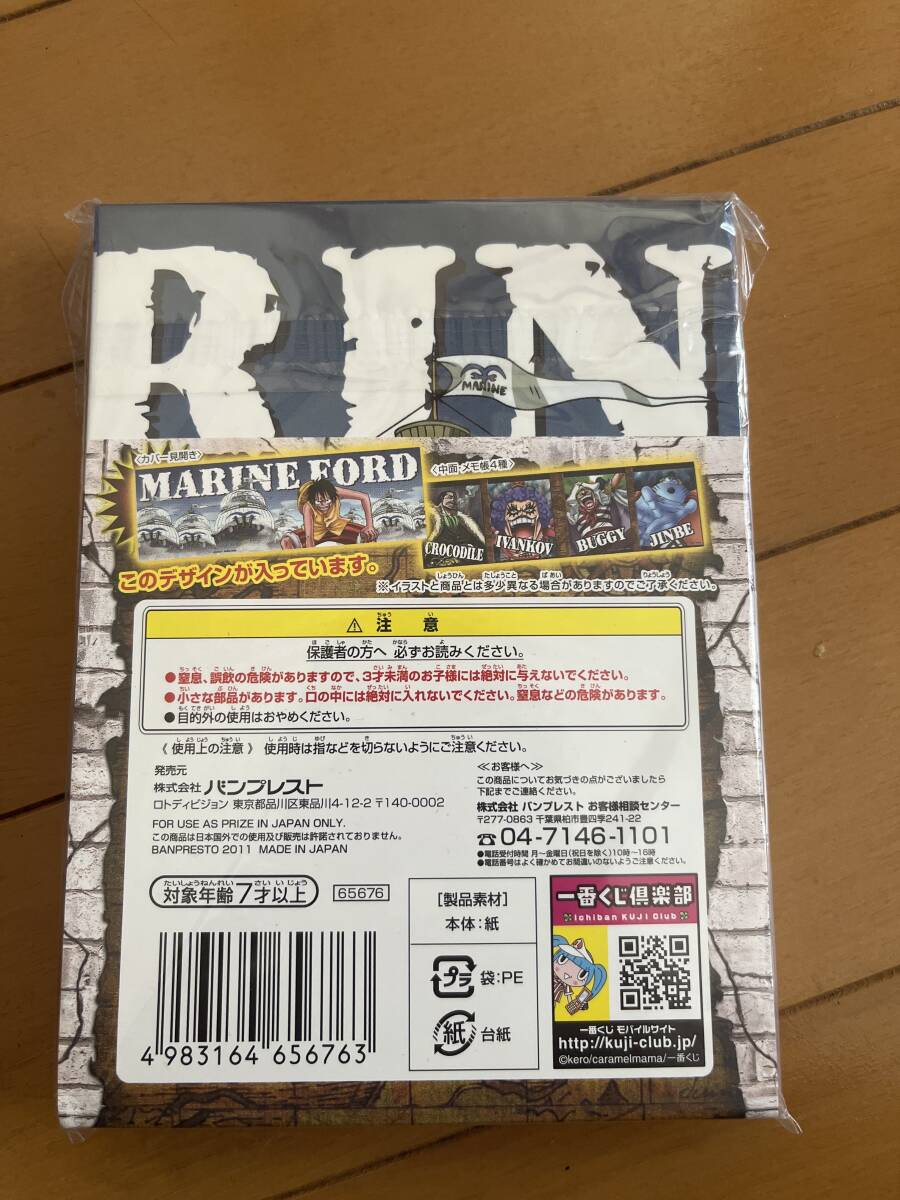 RIN
MARINE
〈カバー見開き〉
MARINE FORD
〈中面・メモ帳4種〉
CROCODILE
IVANKOV
BUGGY
JINBE
このデザインが入っています。
※イラストと商品とは多少異なる場合がありますのでご了承ください。
⚠注意
保護者の方へ 必ずお読みください。
●窒息、誤飲の危険がありますので、3才未満のお子様には絶対に与えないでください。
●小さな部品があります。口の中には絶対に入れないでください。窒息などの危険があります。
●目的外の使用はおやめください。
《使用上の注意》使用時は指などを切らないようにご注意ください。
発売元
株式会社 バンプレスト
ロトディビジョン 東京都品川区東品川4-12-2 〒140-0002
FOR USE AS PRIZE IN JAPAN ONLY.
この商品は日本国外での使用及び販売は許諾されておりません。
BANPRESTO 2011 MADE IN JAPAN
≪お客様へ≫
この商品についてお気づきの点がございましたら
下記までご連絡ください。
株式会社 バンプレスト お客様相談センター
〒277-0863 千葉県柏市豊四季241-22
☎04-7146-1101
●電話受付時間 月～金曜日(祝日を除く)10時～16時
●電話番号はよく確かめてお間違いのないようご注意ください。
対象年齢7才以上
65676
[製品素材]
本体：紙
プラ 袋：PE
紙 台紙
4 983164 656763
一番くじ倶楽部
Ichiban KUJI Club
一番くじ モバイルサイト
http://kuji-club.jp/
©kero/caramelmama/一番くじ